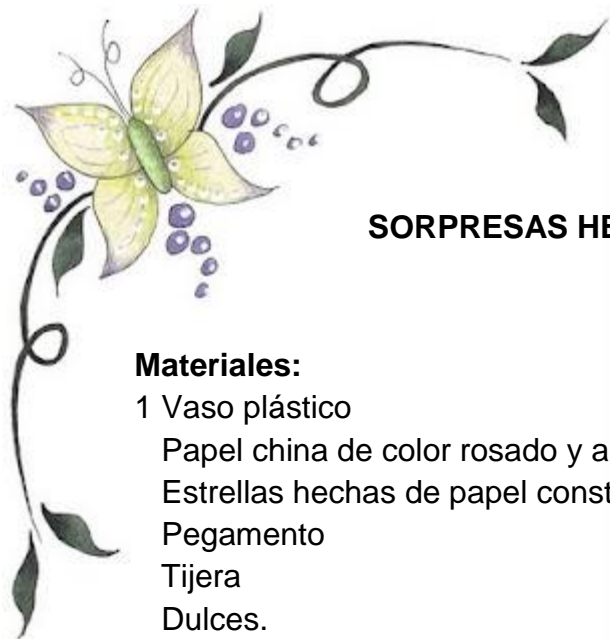 SORPRESAS
Materiales:
1 Vaso plástico
Papel china de color rosado y a
Estrellas hechas de papel
Pegamento
Tijera
Dulces.